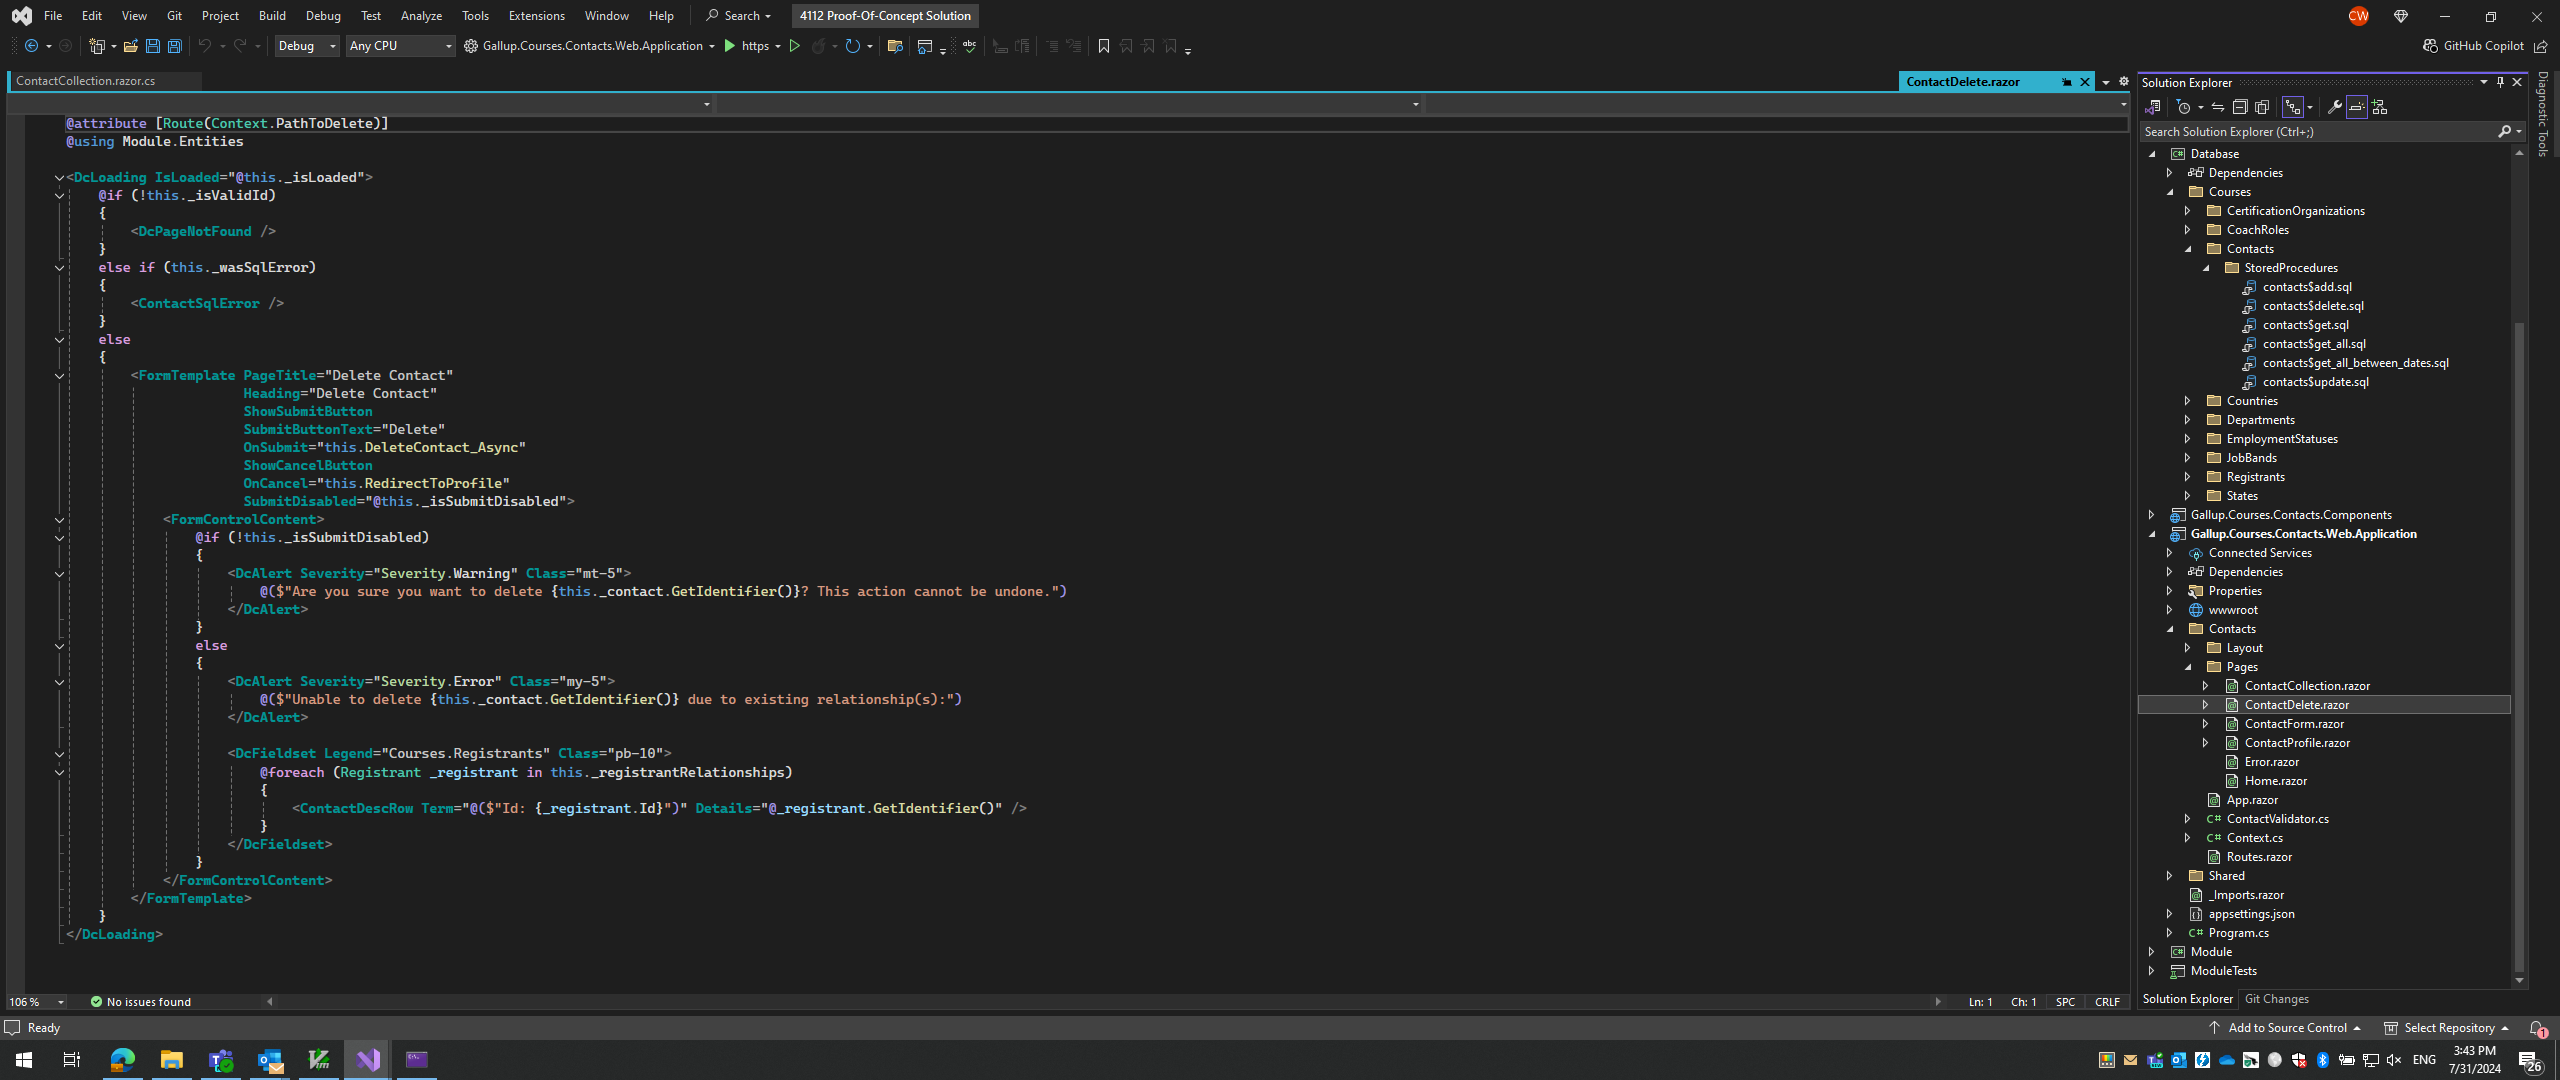 File Edit View Git Project Build Debug Test Analyze Tools Extensions Window Help Search 4112 Proof-Of-Concept Solution CW
Debug Any CPU Gallup.Courses.Contacts.Web.Application https abc GitHub Copilot
ContactCollection.razor.cs ContactDelete.razor
@attribute [Route(Context.PathToDelete)]
@using Module.Entities
<DcLoading IsLoaded="@this._isLoaded">
@if (!this._isValidId)
{
<DcPageNotFound />
}
else if (this._wasSqlError)
{
<ContactSqlError />
}
else
{
<FormTemplate PageTitle="Delete Contact"
Heading="Delete Contact"
ShowSubmitButton
SubmitButtonText="Delete"
OnSubmit="this.DeleteContact_Async"
ShowCancelButton
OnCancel="this.RedirectToProfile"
SubmitDisabled="@this._isSubmitDisabled">
<FormControlContent>
@if (!this._isSubmitDisabled)
{
<DcAlert Severity="Severity.Warning" Class="mt-5">
@($"Are you sure you want to delete {this._contact.GetIdentifier()}? This action cannot be undone.")
</DcAlert>
}
else
{
<DcAlert Severity="Severity.Error" Class="my-5">
@($"Unable to delete {this._contact.GetIdentifier()} due to existing relationship(s):")
</DcAlert>
<DcFieldset Legend="Courses.Registrants" Class="pb-10">
@foreach (Registrant _registrant in this._registrantRelationships)
{
<ContactDescRow Term="@($"Id: {_registrant.Id}")" Details="@_registrant.GetIdentifier()" />
}
</DcFieldset>
}
</FormControlContent>
</FormTemplate>
}
</DcLoading>
106 % No issues found Ln: 1 Ch: 1 SPC CRLF
Solution Explorer
Search Solution Explorer (Ctrl+;)
Database
Dependencies
Courses
CertificationOrganizations
CoachRoles
Contacts
StoredProcedures
contacts$add.sql
contacts$delete.sql
contacts$get.sql
contacts$get_all.sql
contacts$get_all_between_dates.sql
contacts$update.sql
Countries
Departments
EmploymentStatuses
JobBands
Registrants
States
Gallup.Courses.Contacts.Components
Gallup.Courses.Contacts.Web.Application
Connected Services
Dependencies
Properties
wwwroot
Contacts
Layout
Pages
ContactCollection.razor
ContactDelete.razor
ContactForm.razor
ContactProfile.razor
Error.razor
Home.razor
App.razor
C# ContactValidator.cs
C# Context.cs
Routes.razor
Shared
_Imports.razor
appsettings.json
C# Program.cs
Module
ModuleTests
Solution Explorer Git Changes
Diagnostic Tools
Ready Add to Source Control Select Repository 1
ENG 3:43 PM
7/31/2024
26